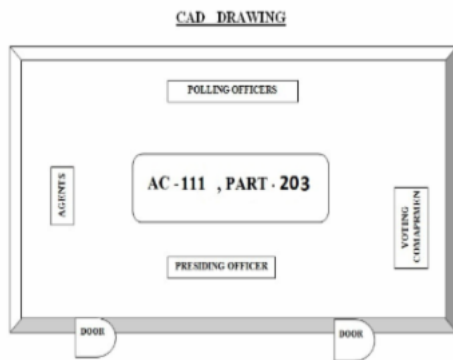 CAD DRAWING
POLLING OFFICERS
AGENTS
AC -111 , PART - 203
VOTING
COMAPRMEN
PRESIDING OFFICER
DOOR
DOOR